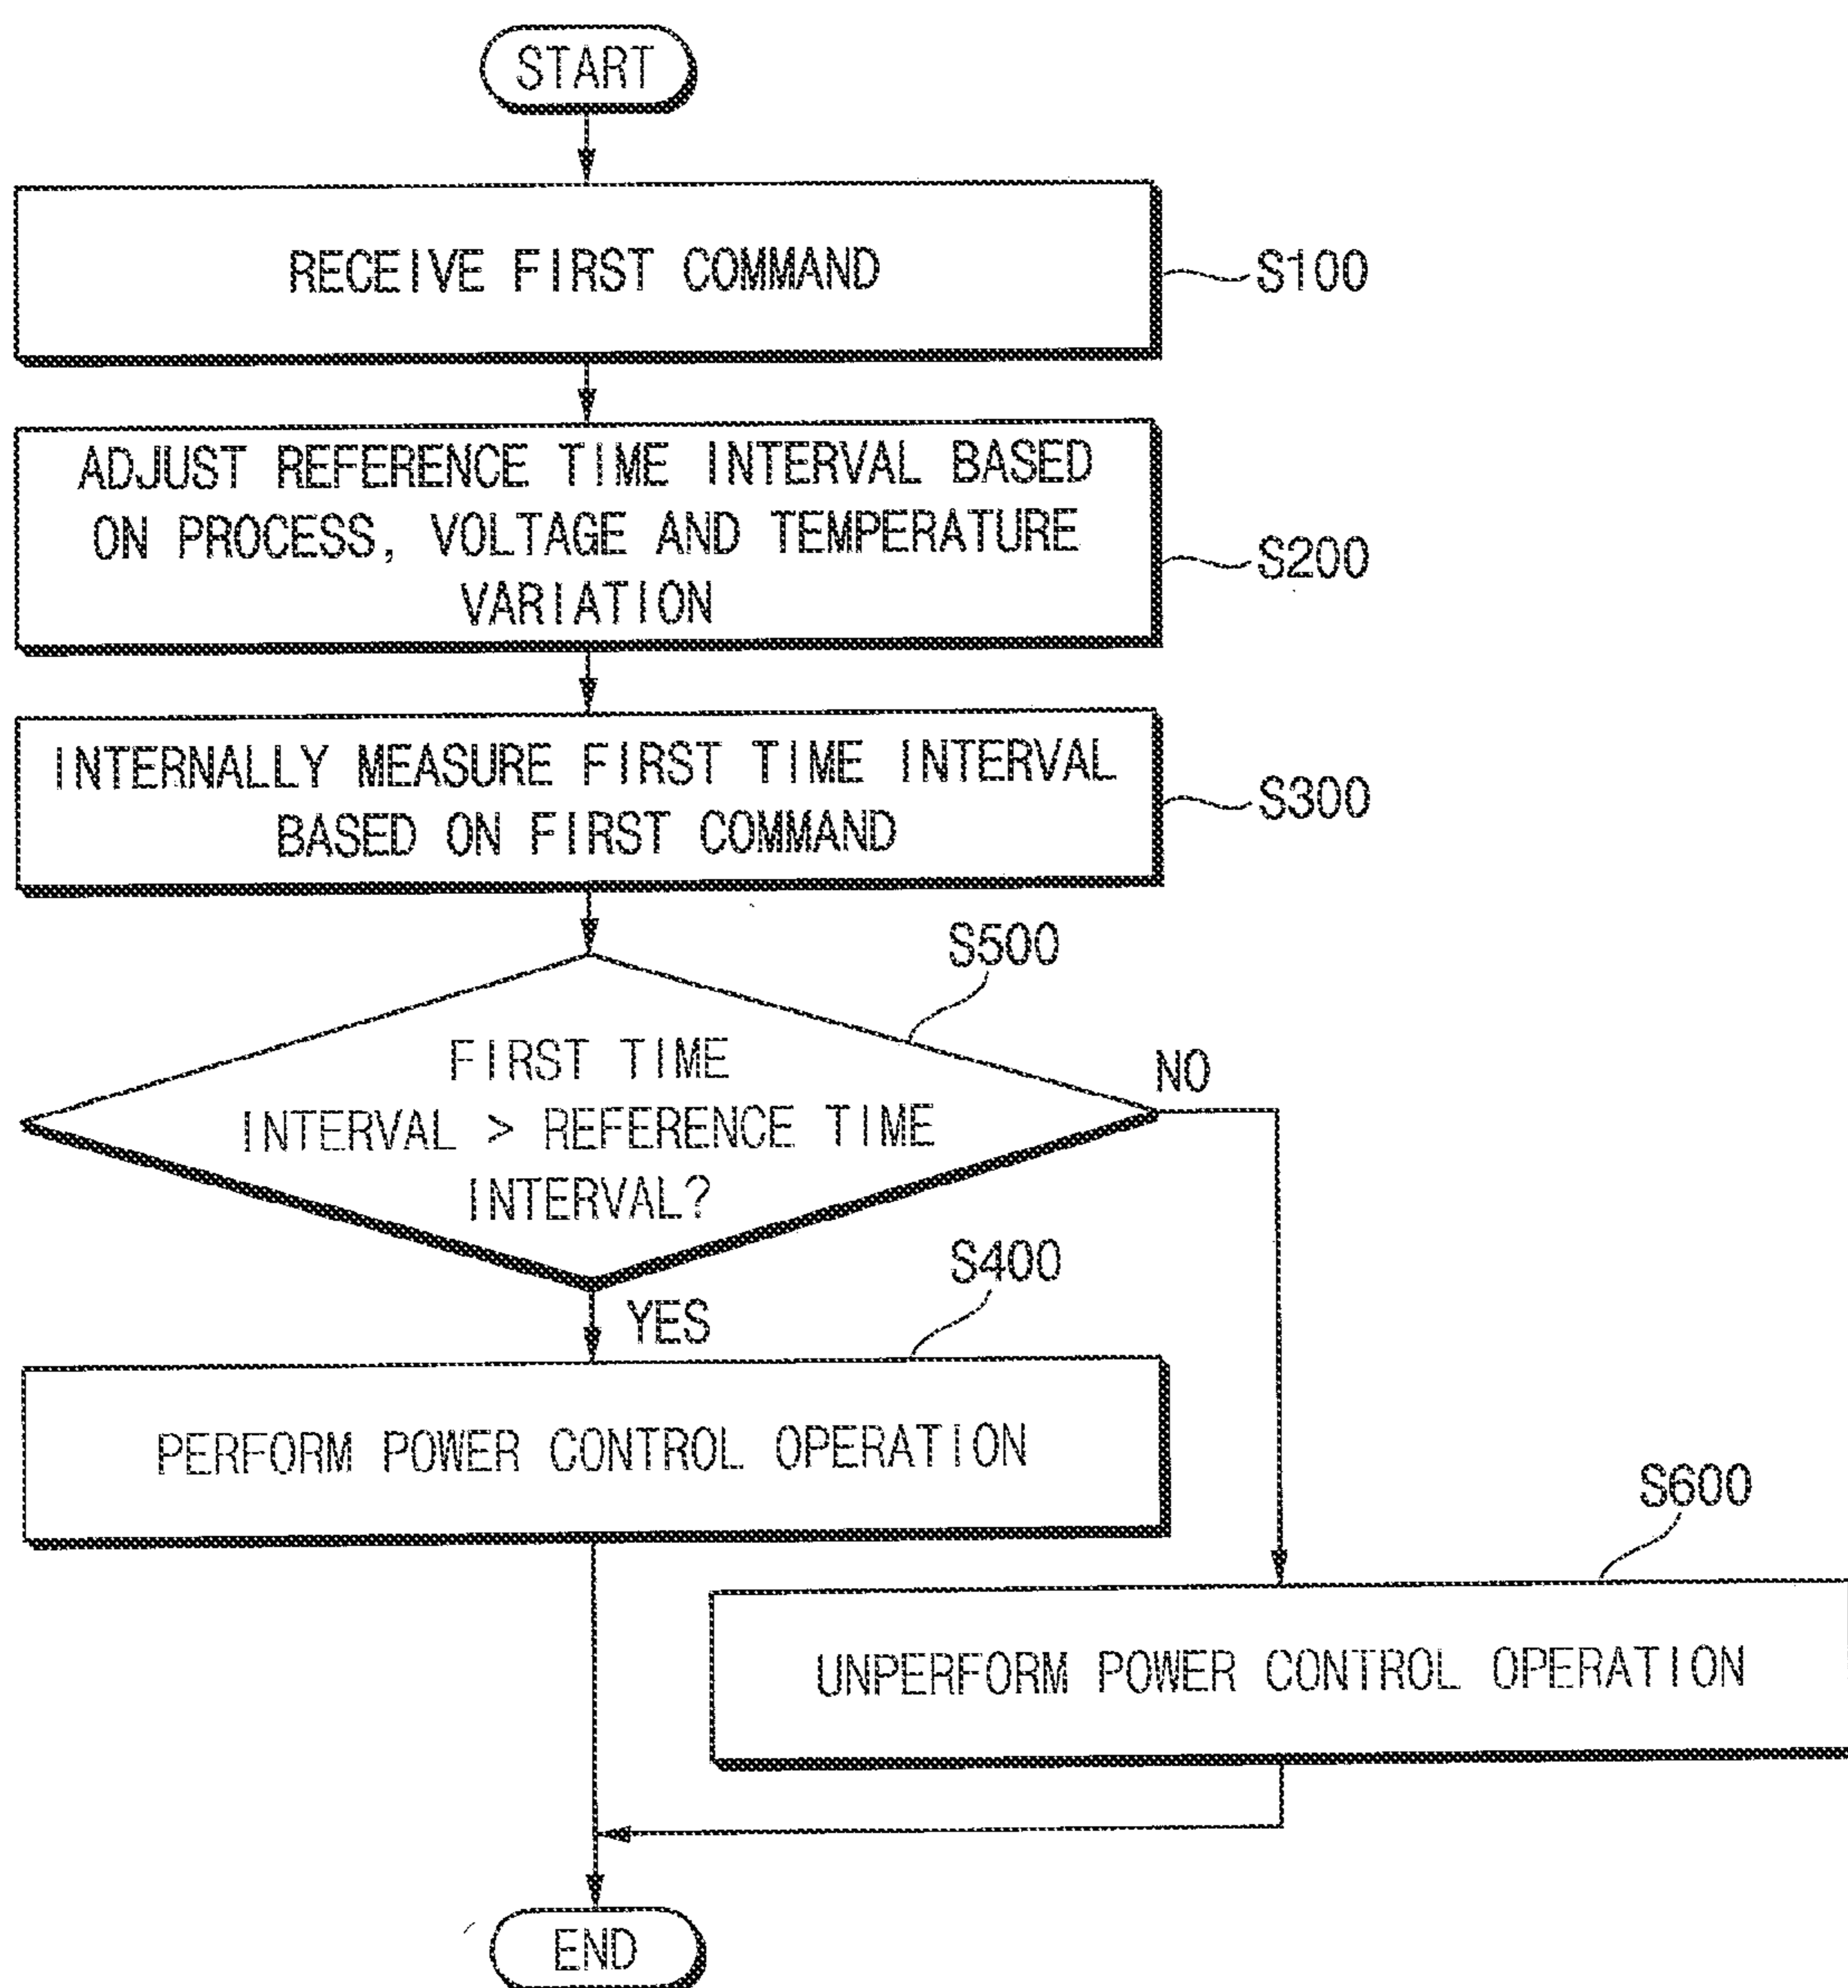 START
RECEIVE FIRST COMMAND
S100
ADJUST REFERENCE TIME INTERVAL BASED
ON PROCESS, VOLTAGE AND TEMPERATURE
VARIATION
S200
INTERNALLY MEASURE FIRST TIME INTERVAL
BASED ON FIRST COMMAND
S300
S500
FIRST TIME
INTERVAL > REFERENCE TIME
INTERVAL?
NO
YES
S400
PERFORM POWER CONTROL OPERATION
S600
UNPERFORM POWER CONTROL OPERATION
END